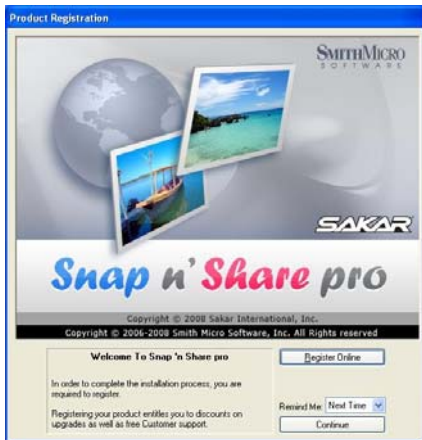 Product Registration
SMITHMICRO
SOFTWARE
SAKAR
Snap n' Share pro
Copyright © 2008 Sakar International, Inc.
Copyright © 2006-2008 Smith Micro Software, Inc. All Rights reserved
Welcome To Snap 'n Share pro
Register Online
In order to complete the installation process, you are
required to register.
Registering your product entitles you to discounts on
upgrades as well as free Customer support.
Remind Me: Next Time
Continue